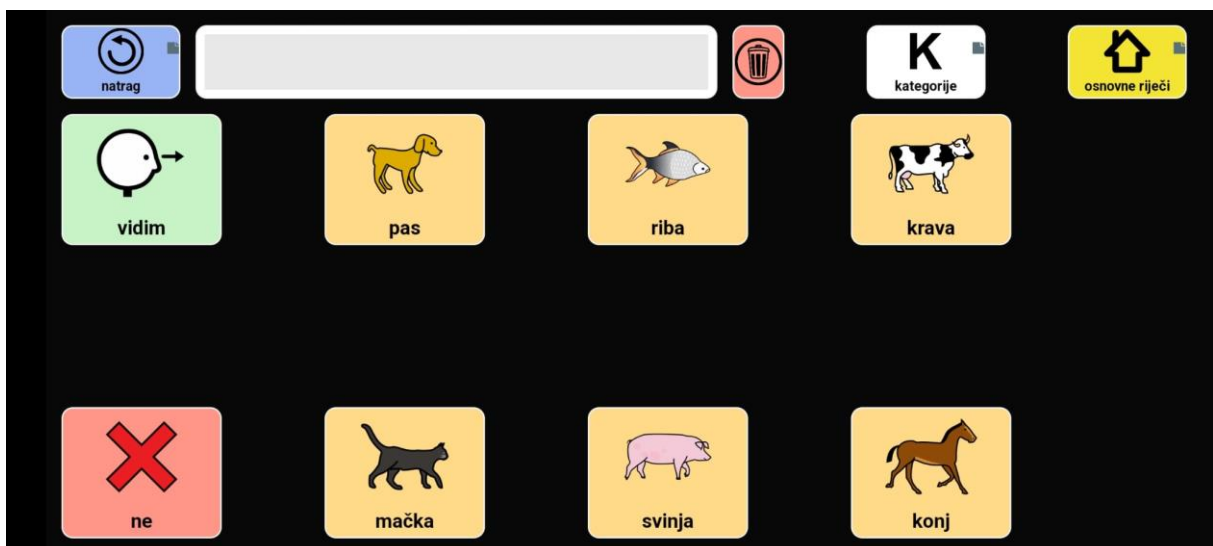 natrag
K
kategorije
osnovne riječi
vidim
pas
riba
krava
ne
mačka
svinja
konj